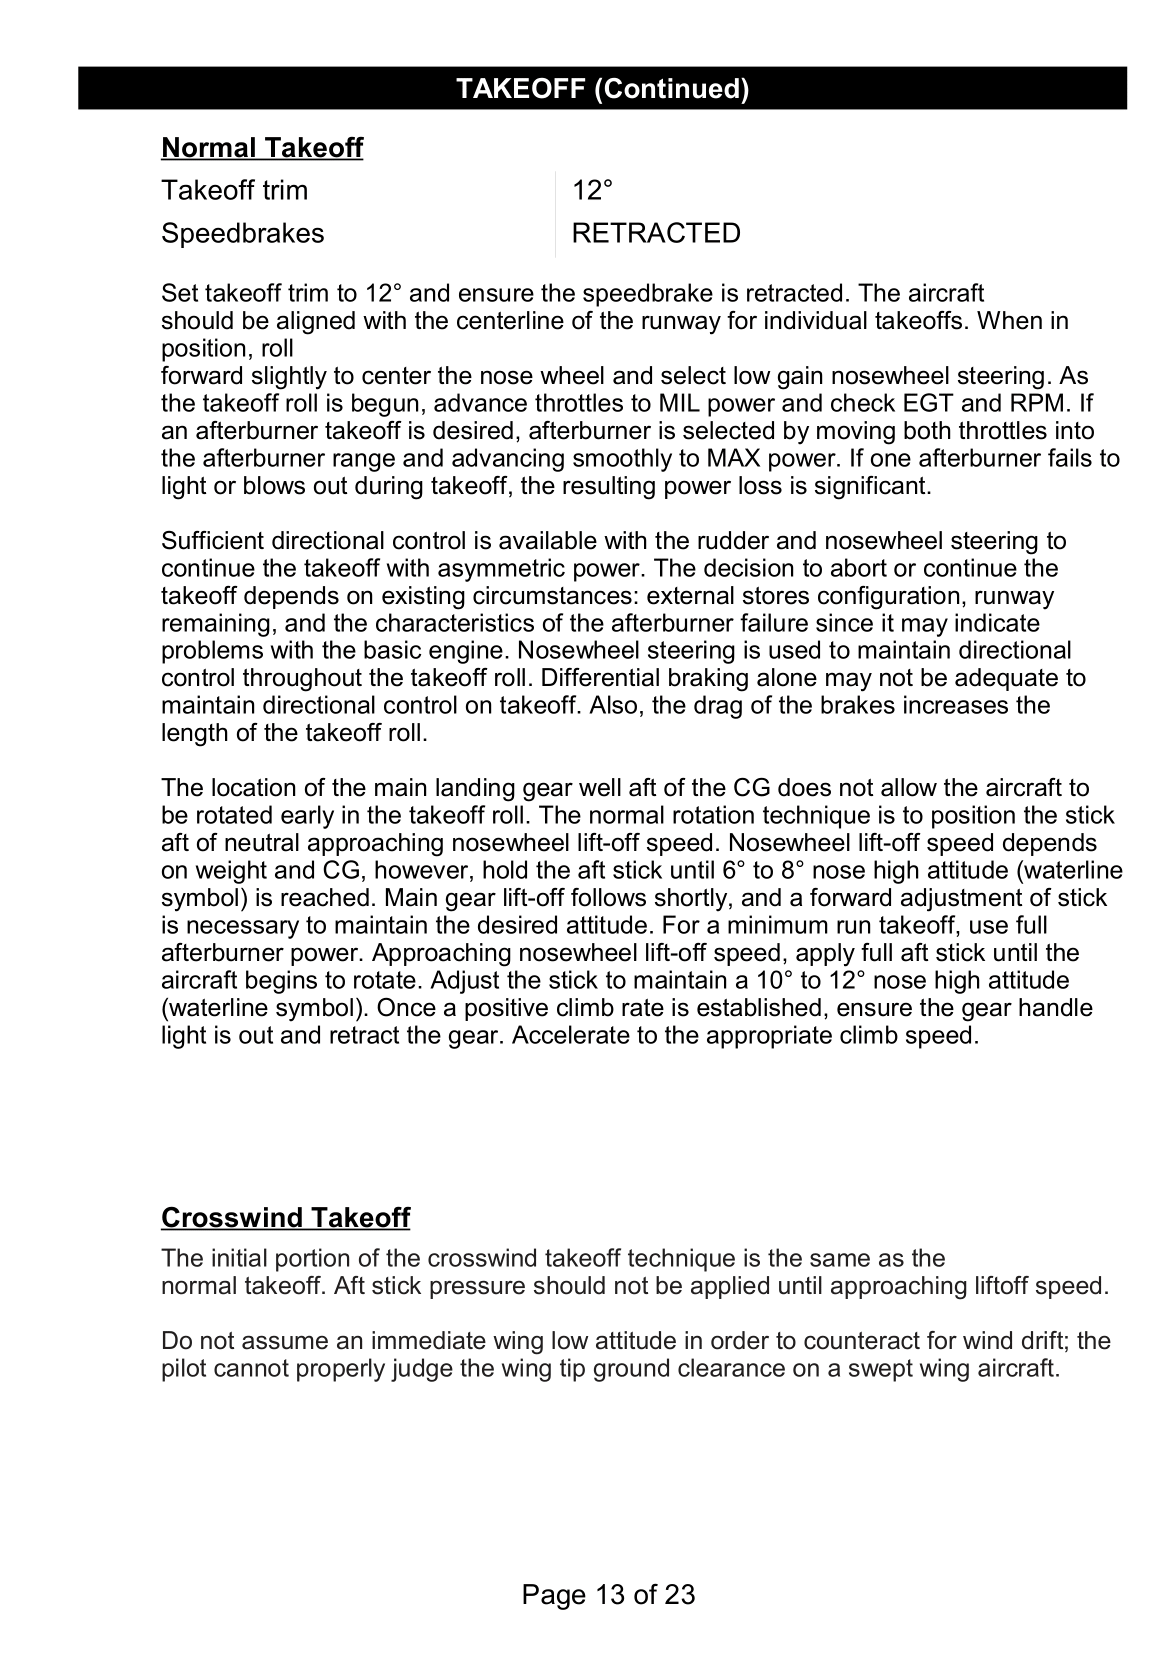 TAKEOFF (Continued)
Normal Takeoff
Takeoff trim 12°
Speedbrakes RETRACTED
Set takeoff trim to 12° and ensure the speedbrake is retracted. The aircraft
should be aligned with the centerline of the runway for individual takeoffs. When in
position, roll
forward slightly to center the nose wheel and select low gain nosewheel steering. As
the takeoff roll is begun, advance throttles to MIL power and check EGT and RPM. If
an afterburner takeoff is desired, afterburner is selected by moving both throttles into
the afterburner range and advancing smoothly to MAX power. If one afterburner fails to
light or blows out during takeoff, the resulting power loss is significant.
Sufficient directional control is available with the rudder and nosewheel steering to
continue the takeoff with asymmetric power. The decision to abort or continue the
takeoff depends on existing circumstances: external stores configuration, runway
remaining, and the characteristics of the afterburner failure since it may indicate
problems with the basic engine. Nosewheel steering is used to maintain directional
control throughout the takeoff roll. Differential braking alone may not be adequate to
maintain directional control on takeoff. Also, the drag of the brakes increases the
length of the takeoff roll.
The location of the main landing gear well aft of the CG does not allow the aircraft to
be rotated early in the takeoff roll. The normal rotation technique is to position the stick
aft of neutral approaching nosewheel lift-off speed. Nosewheel lift-off speed depends
on weight and CG, however, hold the aft stick until 6° to 8° nose high attitude (waterline
symbol) is reached. Main gear lift-off follows shortly, and a forward adjustment of stick
is necessary to maintain the desired attitude. For a minimum run takeoff, use full
afterburner power. Approaching nosewheel lift-off speed, apply full aft stick until the
aircraft begins to rotate. Adjust the stick to maintain a 10° to 12° nose high attitude
(waterline symbol). Once a positive climb rate is established, ensure the gear handle
light is out and retract the gear. Accelerate to the appropriate climb speed.
Crosswind Takeoff
The initial portion of the crosswind takeoff technique is the same as the
normal takeoff. Aft stick pressure should not be applied until approaching liftoff speed.
Do not assume an immediate wing low attitude in order to counteract for wind drift; the
pilot cannot properly judge the wing tip ground clearance on a swept wing aircraft.
Page 13 of 23